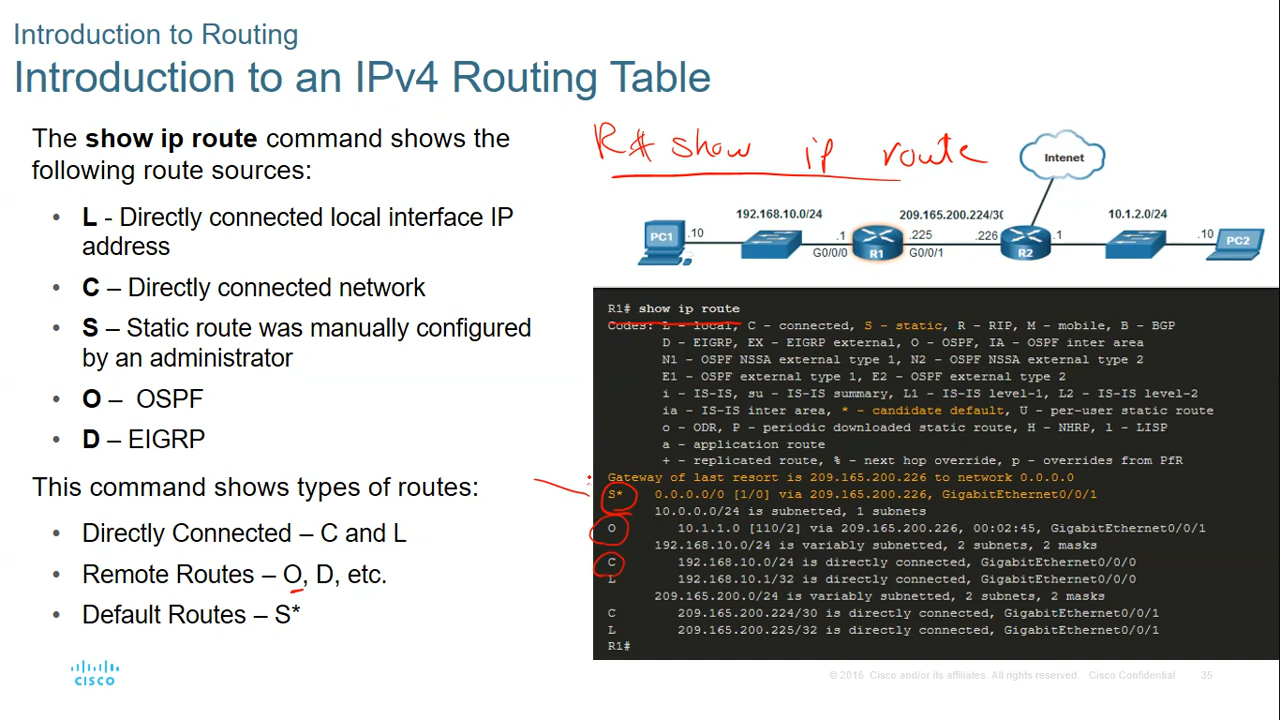 Introduction to Routing
Introduction to an IPv4 Routing Table
The show ip route command shows the
following route sources:
• L - Directly connected local interface IP
address
• C – Directly connected network
• S – Static route was manually configured
by an administrator
• O – OSPF
• D – EIGRP
This command shows types of routes:
• Directly Connected – C and L
• Remote Routes – O, D, etc.
• Default Routes – S*
R# show ip route
Intenet
192.168.10.0/24
209.165.200.224/30
10.1.2.0/24
PC1
.10
.1
R1
.225
.226
R2
.1
.10
PC2
G0/0/0
G0/0/1
R1# show ip route
Codes: L - local, C - connected, S - static, R - RIP, M - mobile, B - BGP
D - EIGRP, EX - EIGRP external, O - OSPF, IA - OSPF inter area
N1 - OSPF NSSA external type 1, N2 - OSPF NSSA external type 2
E1 - OSPF external type 1, E2 - OSPF external type 2
i - IS-IS, su - IS-IS summary, L1 - IS-IS level-1, L2 - IS-IS level-2
ia - IS-IS inter area, * - candidate default, U - per-user static route
o - ODR, P - periodic downloaded static route, H - NHRP, l - LISP
a - application route
+ - replicated route, % - next hop override, p - overrides from PfR
Gateway of last resort is 209.165.200.226 to network 0.0.0.0
S* 0.0.0.0/0 [1/0] via 209.165.200.226, GigabitEthernet0/0/1
10.0.0.0/24 is subnetted, 1 subnets
O 10.1.1.0 [110/2] via 209.165.200.226, 00:02:45, GigabitEthernet0/0/1
192.168.10.0/24 is variably subnetted, 2 subnets, 2 masks
C 192.168.10.0/24 is directly connected, GigabitEthernet0/0/0
L 192.168.10.1/32 is directly connected, GigabitEthernet0/0/0
209.165.200.0/24 is variably subnetted, 2 subnets, 2 masks
C 209.165.200.224/30 is directly connected, GigabitEthernet0/0/1
L 209.165.200.225/32 is directly connected, GigabitEthernet0/0/1
R1#
CISCO
© 2016 Cisco and/or its affiliates. All rights reserved. Cisco Confidential
35